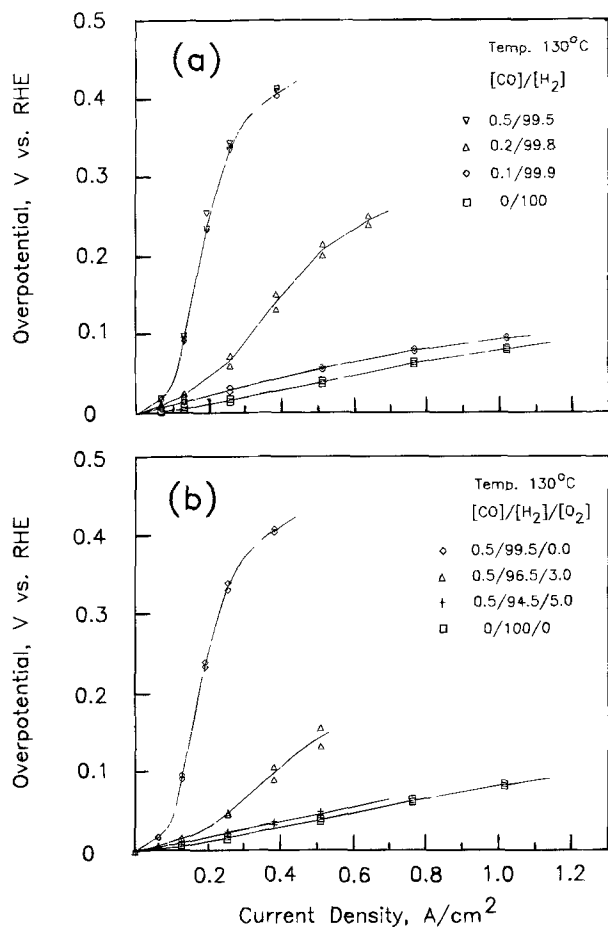 (a)
Temp. 130°C
[CO]/[H2]
0.5/99.5
0.2/99.8
0.1/99.9
0/100
Overpotential, V vs. RHE
0.5
0.4
0.3
0.2
0.1
0
(b)
Temp. 130°C
[CO]/[H2]/[O2]
0.5/99.5/0.0
0.5/96.5/3.0
0.5/94.5/5.0
0/100/0
Overpotential, V vs. RHE
0.5
0.4
0.3
0.2
0.1
0
0.2 0.4 0.6 0.8 1.0 1.2
Current Density, A/cm2